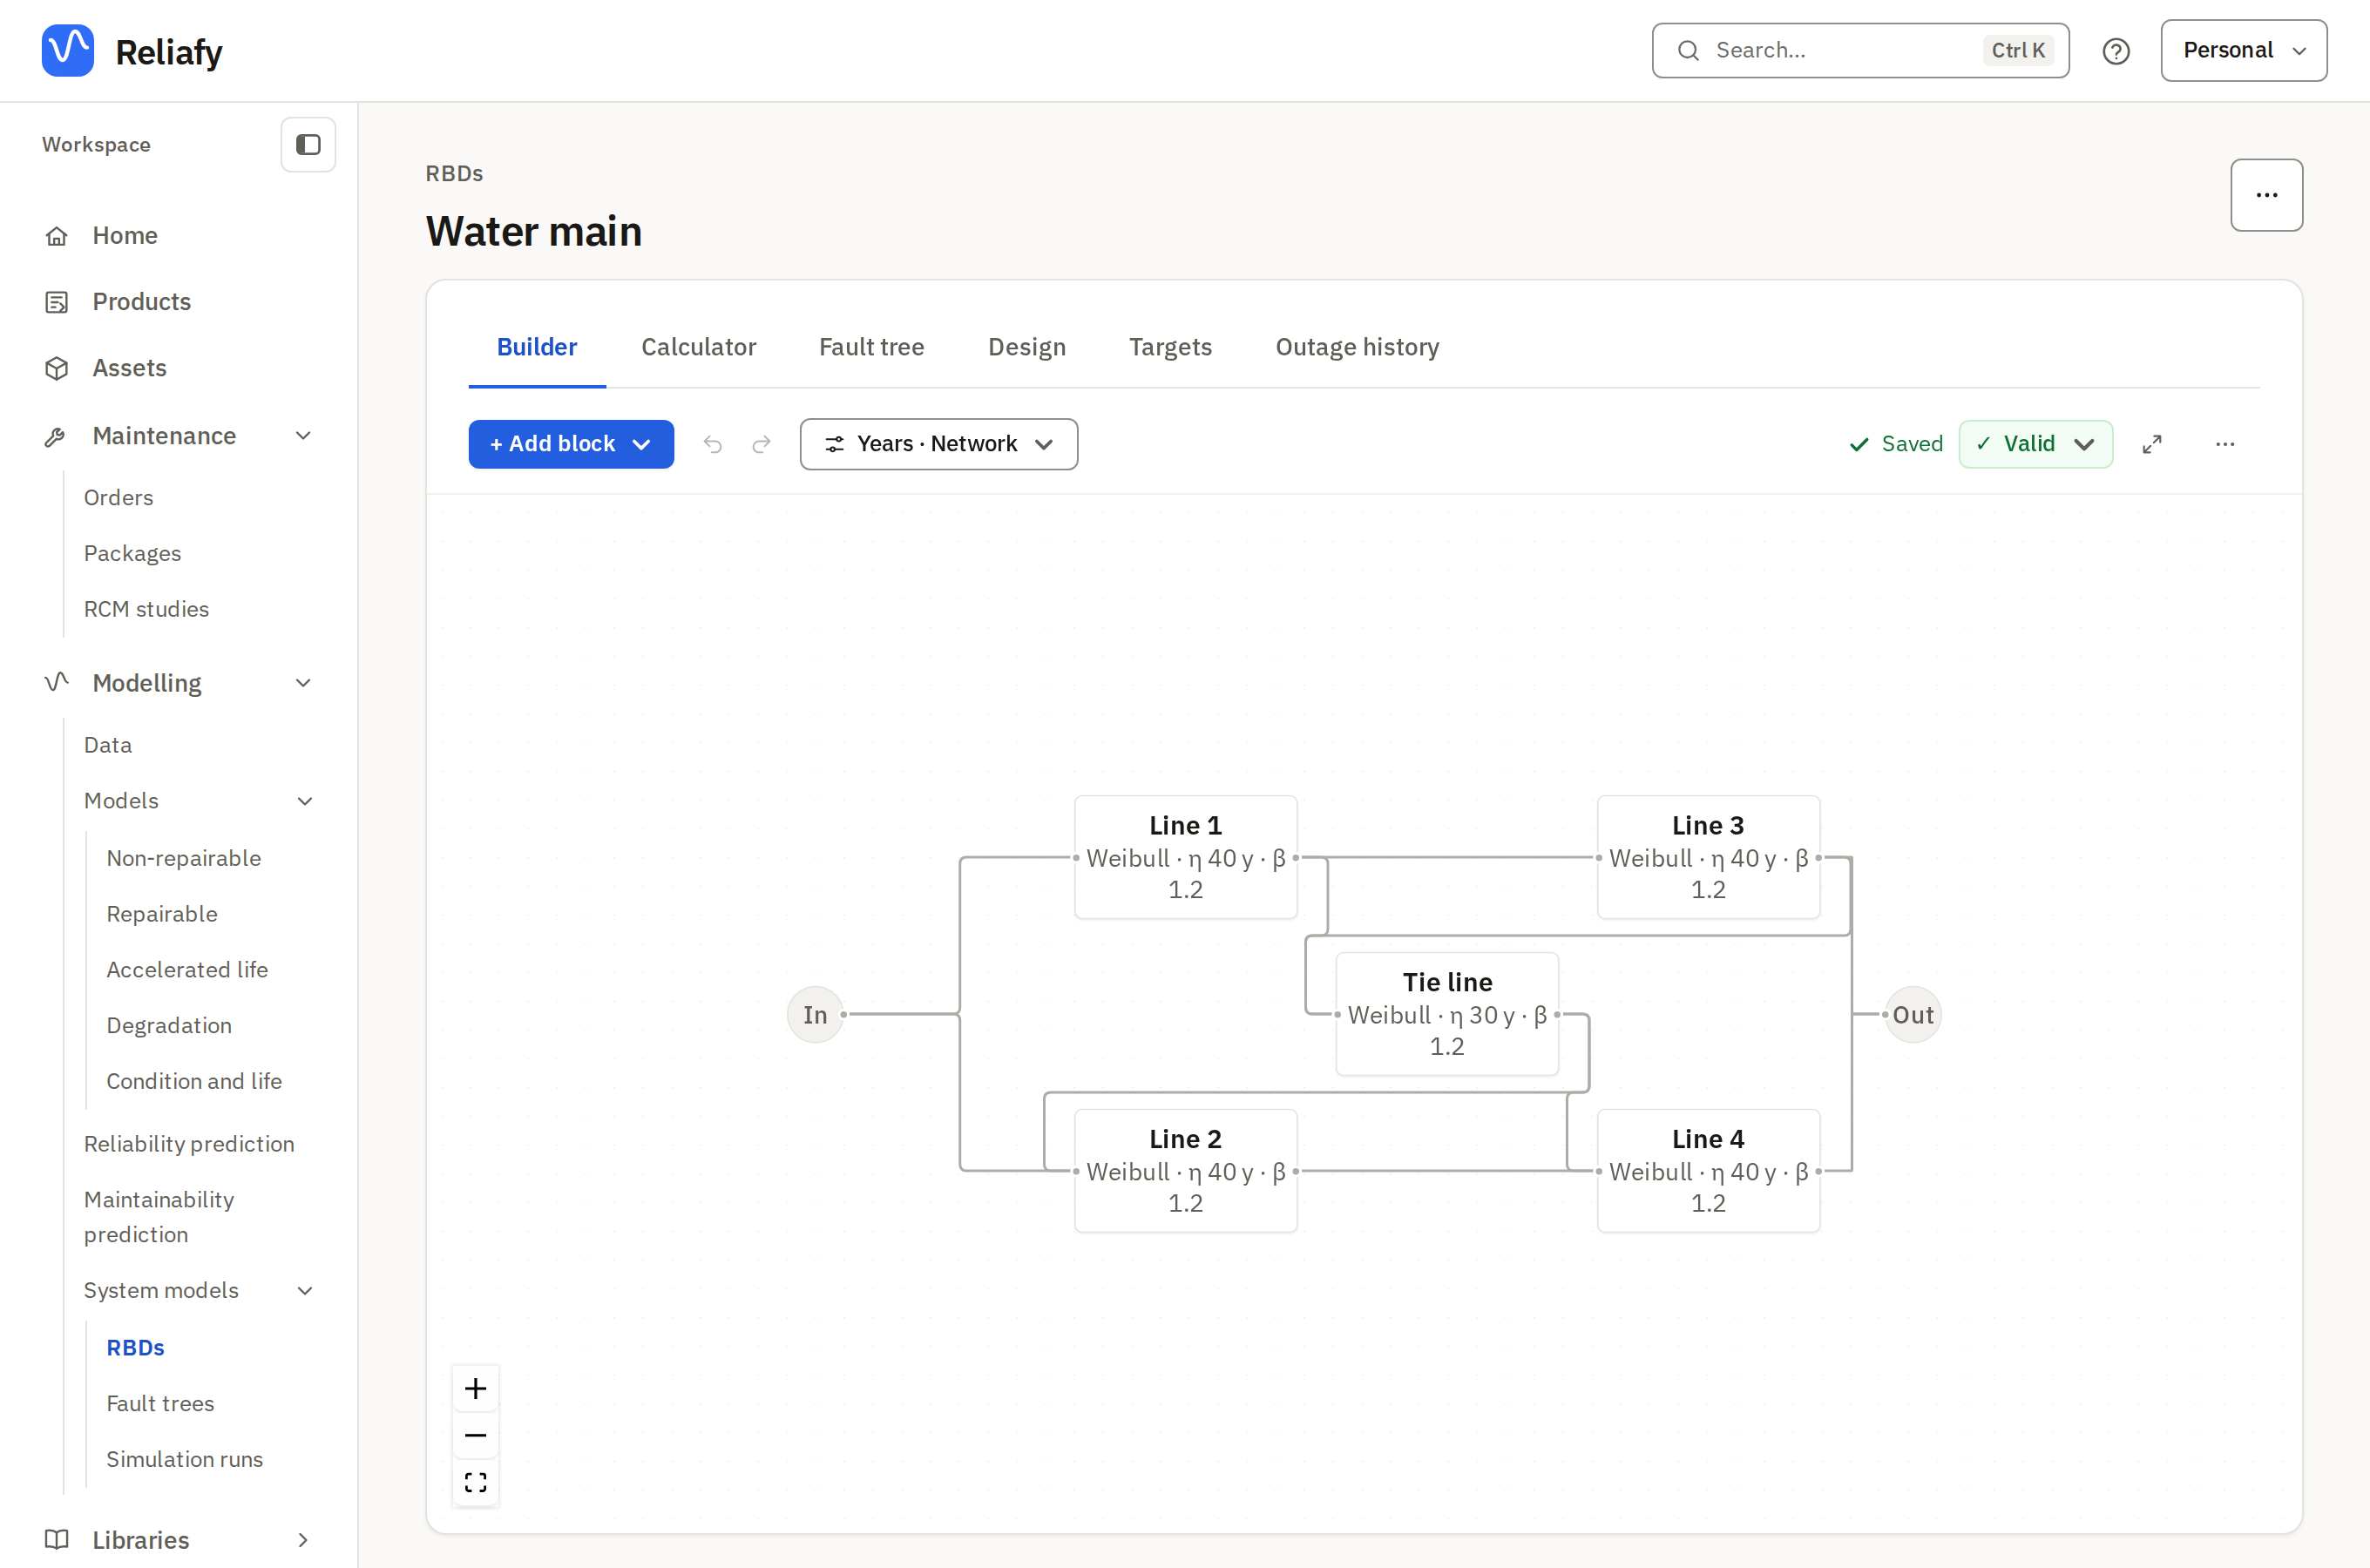 Reliafy
Search...
Ctrl K
Personal
Workspace
Home
Products
Assets
Maintenance
Orders
Packages
RCM studies
Modelling
Data
Models
Non-repairable
Repairable
Accelerated life
Degradation
Condition and life
Reliability prediction
Maintainability
prediction
System models
RBDs
Fault trees
Simulation runs
Libraries
RBDs
Water main
Builder
Calculator
Fault tree
Design
Targets
Outage history
+ Add block
Years · Network
Saved
✓ Valid
Line 1
Weibull · η 40 y · β
1.2
Line 3
Weibull · η 40 y · β
1.2
Tie line
Weibull · η 30 y · β
1.2
In
Out
Line 2
Weibull · η 40 y · β
1.2
Line 4
Weibull · η 40 y · β
1.2